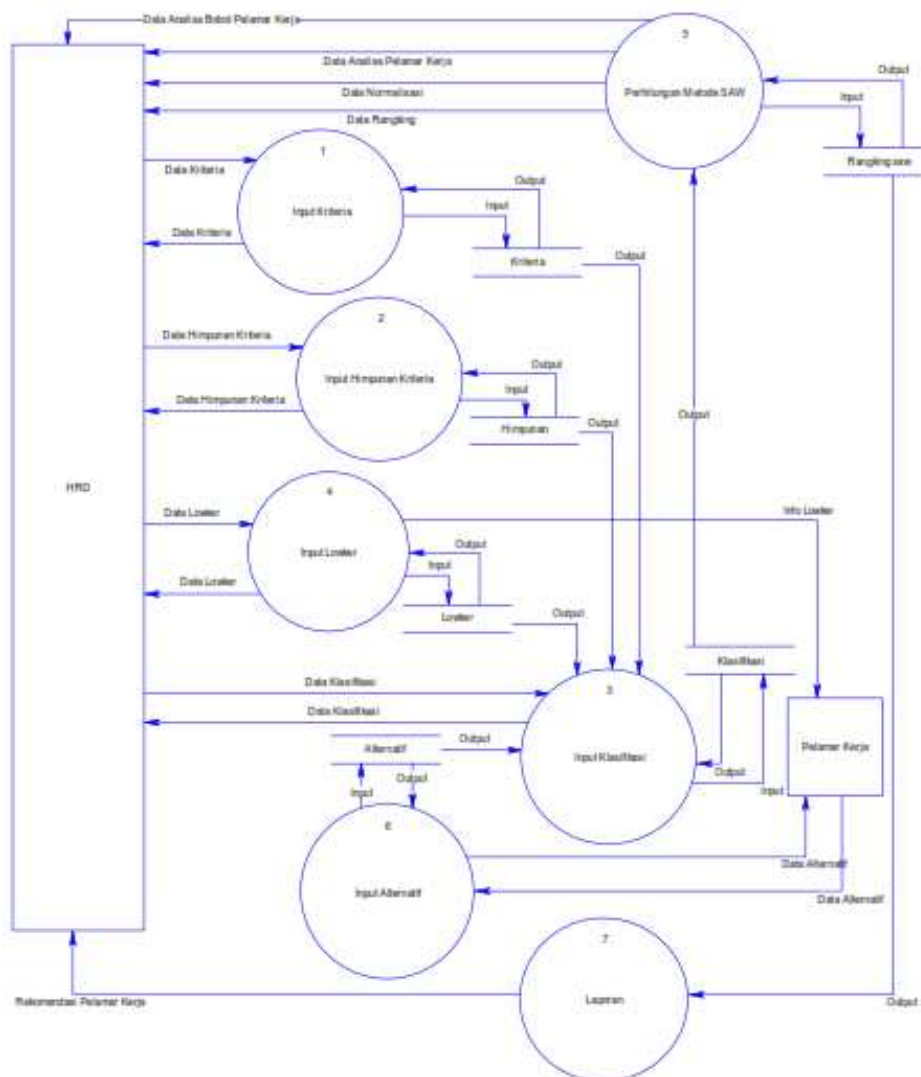 Data Analisa Bobot Pelamar Kerja
5
Data Analisa Pelamar Kerja
Output
Data Normalisasi
Perhitungan Metode SAW
Input
Data Rangking
1
Output
Data Kriteria
Input Kriteria
Input
Data Kriteria
Kriteria
Output
2
Data Himpunan Kriteria
Output
Input Himpunan Kriteria
Input
Data Himpunan Kriteria
Output
Himpunan
Output
HRD
4
Info Lowker
Data Lowker
Output
Input Lowker
Input
Data Lowker
Lowker
Output
Klasifikasi
Data Klasifikasi
3
Data Klasifikasi
Alternatif
Output
Input Klasifikasi
Pelamar Kerja
Output
Input
Output
Input
6
Data Alternatif
Input Alternatif
Data Alternatif
7
Rekomendasi Pelamar Kerja
Laporan
Output